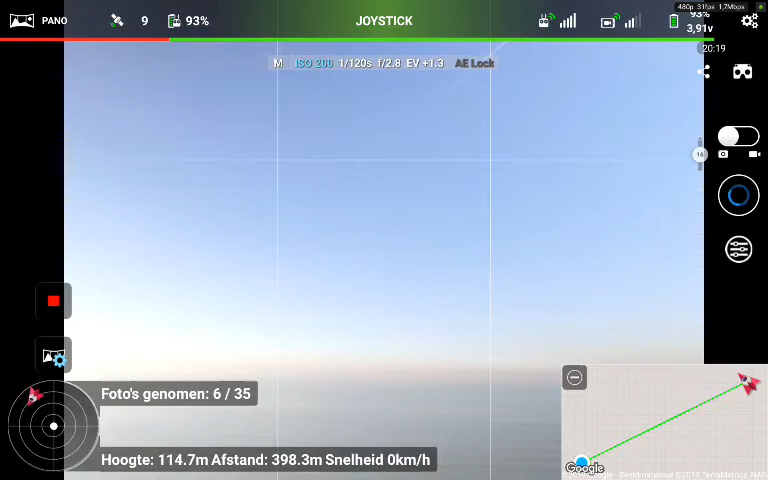 480p 31fps 1,7Mbps
PANO
9
93%
JOYSTICK
93%
3,91v
20:19
M ISO 200 1/120s f/2.8 EV +1.3 AE Lock
16
Foto's genomen: 6 / 35
Hoogte: 114.7m Afstand: 398.3m Snelheid 0km/h
Google
©2019 Google - Beeldmateriaal ©2019 TerraMetrics, NAS